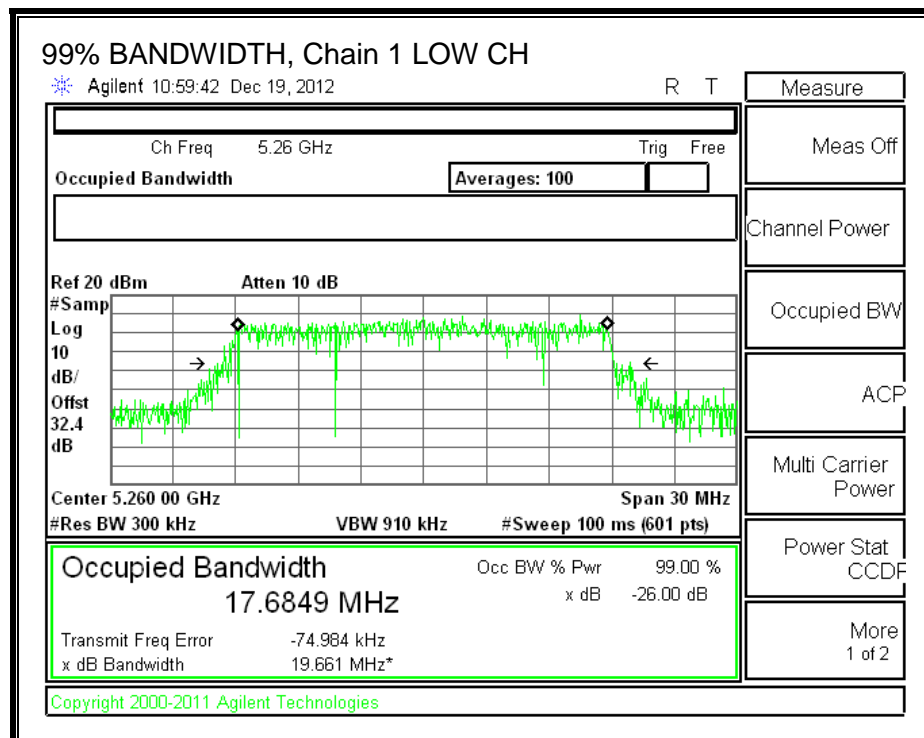 99% BANDWIDTH, Chain 1 LOW CH
Agilent 10:59:42 Dec 19, 2012 R T
Measure
Ch Freq 5.26 GHz Trig Free
Meas Off
Occupied Bandwidth Averages: 100
Channel Power
Ref 20 dBm Atten 10 dB
#Samp
Log
10
dB/
Offst
32.4
dB
Occupied BW
ACP
Center 5.260 00 GHz Span 30 MHz
#Res BW 300 kHz VBW 910 kHz #Sweep 100 ms (601 pts)
Multi Carrier
Power
Occupied Bandwidth Occ BW % Pwr 99.00 %
17.6849 MHz x dB -26.00 dB
Power Stat
CCDF
Transmit Freq Error -74.984 kHz
x dB Bandwidth 19.661 MHz*
More
1 of 2
Copyright 2000-2011 Agilent Technologies